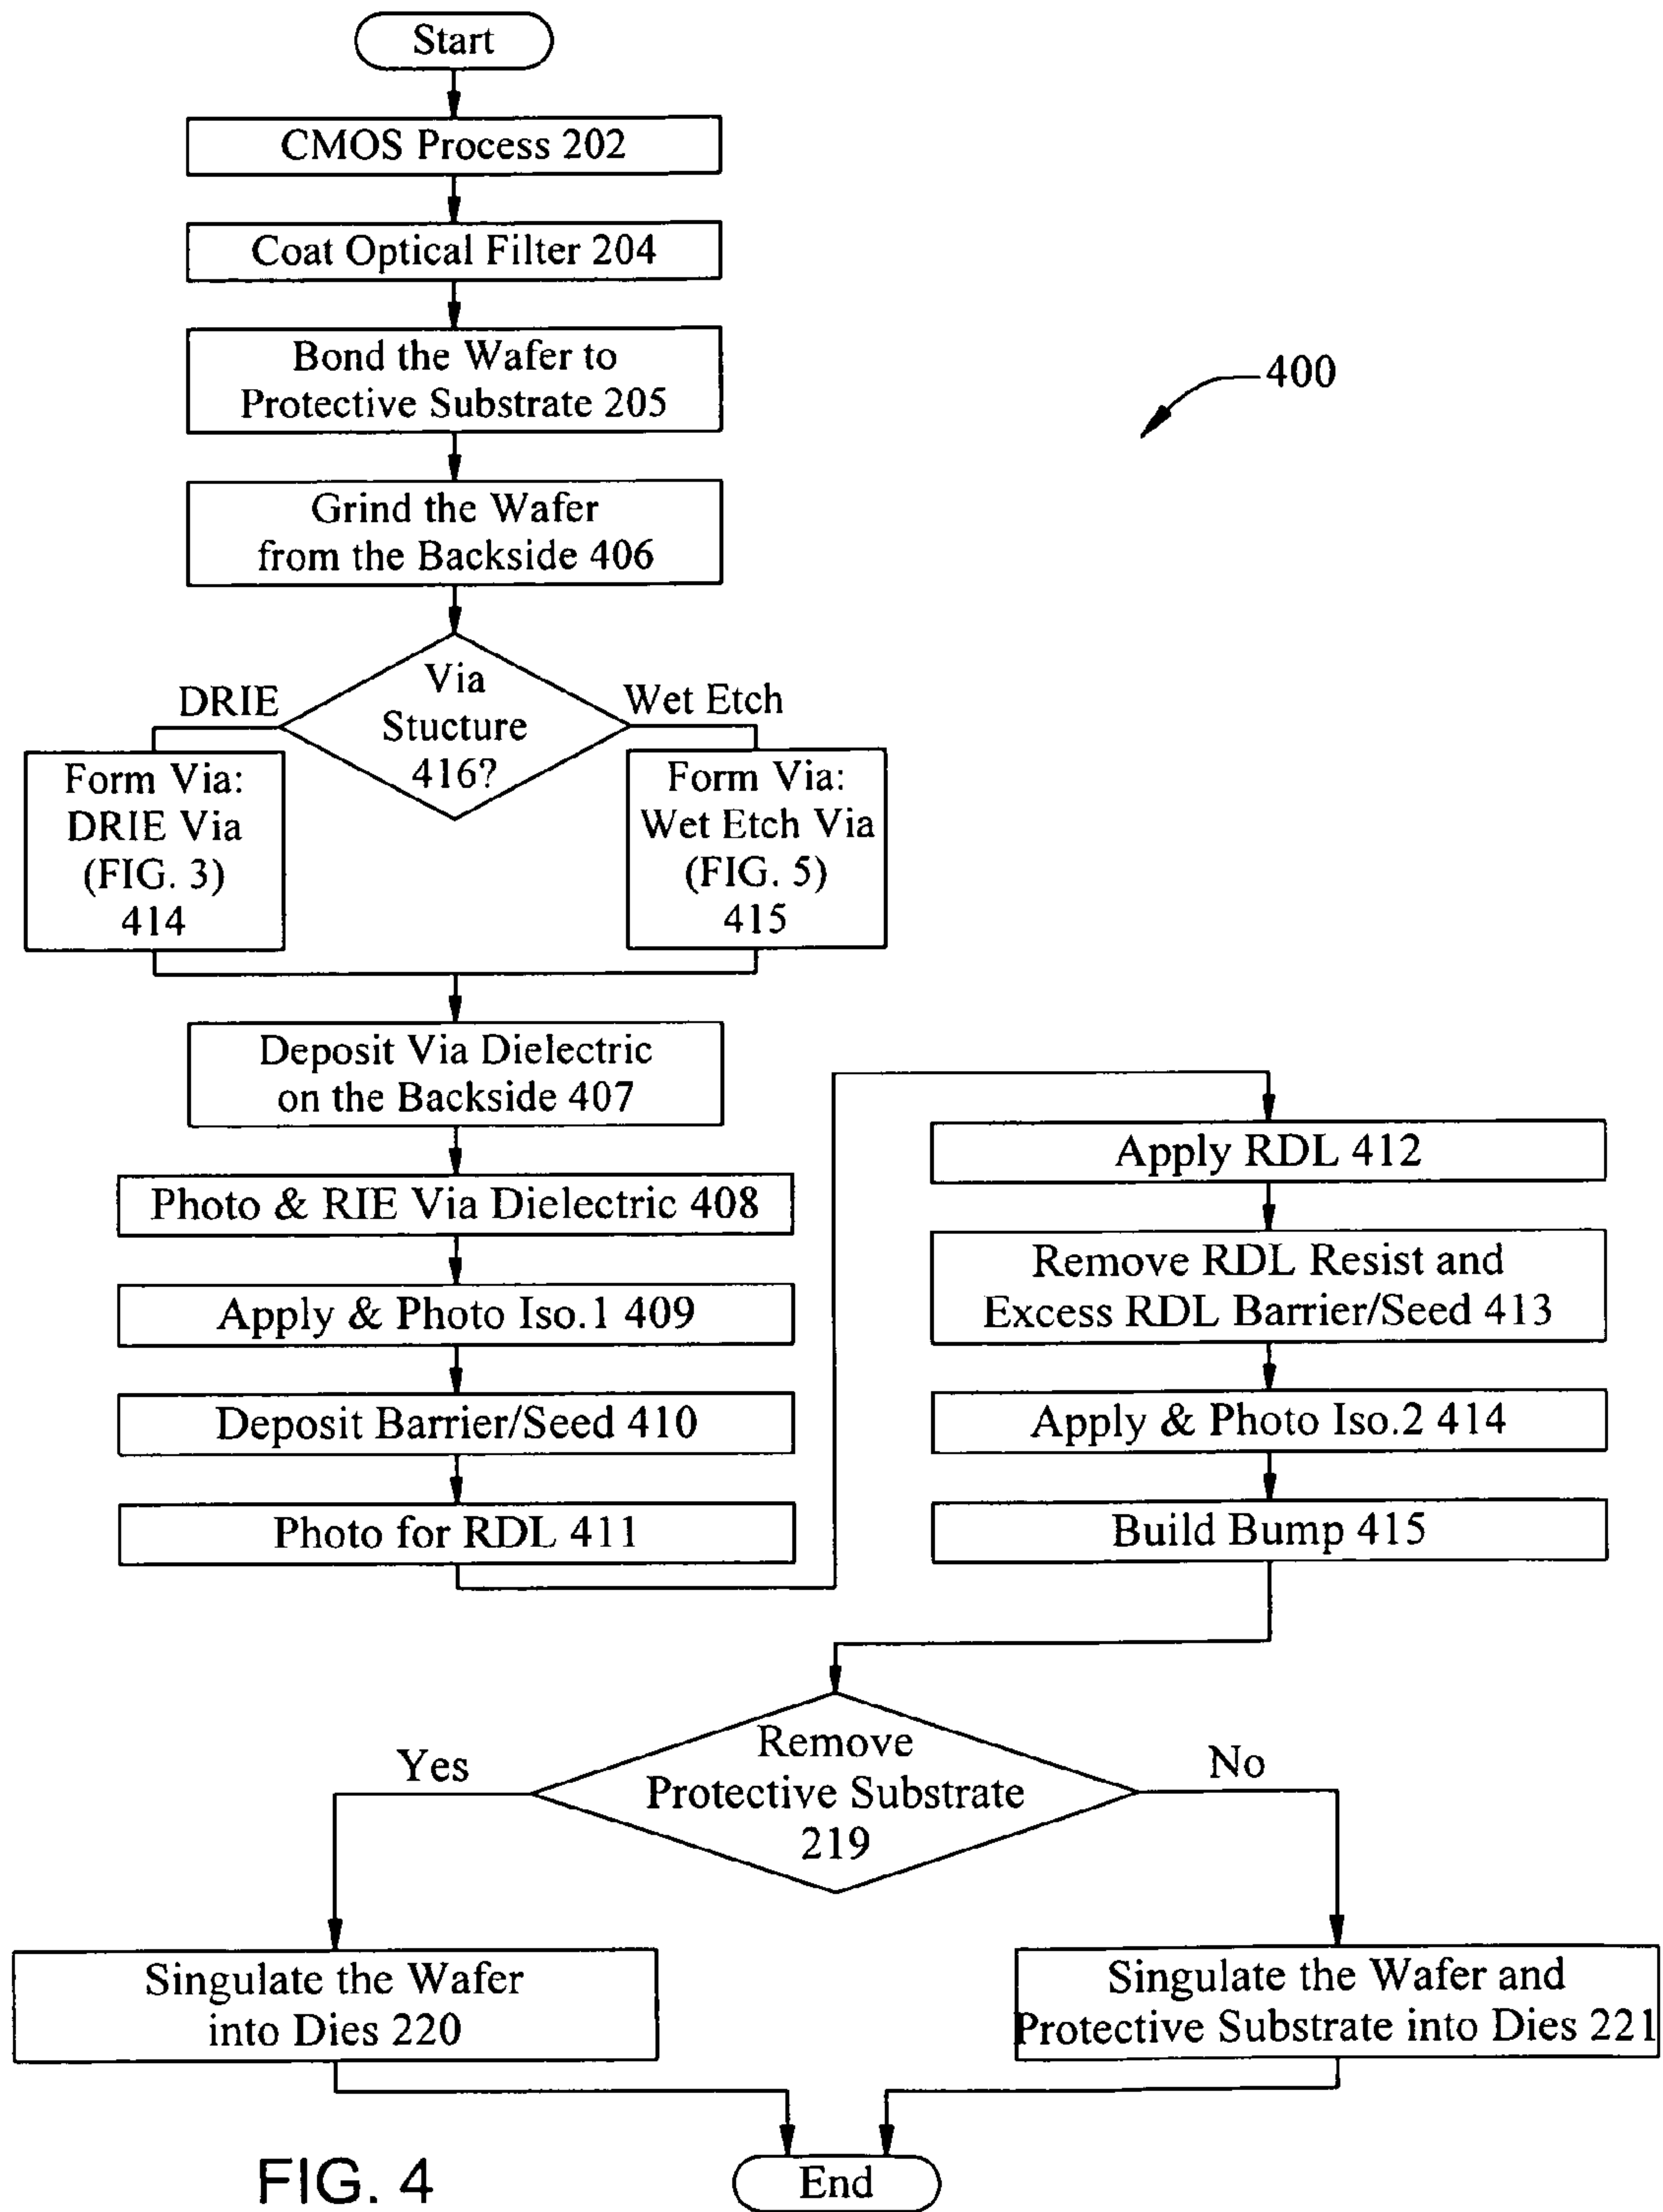 Start
CMOS Process 202
Coat Optical Filter 204
Bond the Wafer to
Protective Substrate 205
400
Grind the Wafer
from the Backside 406
Via
Stucture
416?
DRIE
Wet Etch
Form Via:
DRIE Via
(FIG. 3)
414
Form Via:
Wet Etch Via
(FIG. 5)
415
Deposit Via Dielectric
on the Backside 407
Photo & RIE Via Dielectric 408
Apply & Photo Iso.1 409
Deposit Barrier/Seed 410
Photo for RDL 411
Apply RDL 412
Remove RDL Resist and
Excess RDL Barrier/Seed 413
Apply & Photo Iso.2 414
Build Bump 415
Remove
Protective Substrate
219
Yes
No
Singulate the Wafer
into Dies 220
Singulate the Wafer and
Protective Substrate into Dies 221
End
FIG. 4